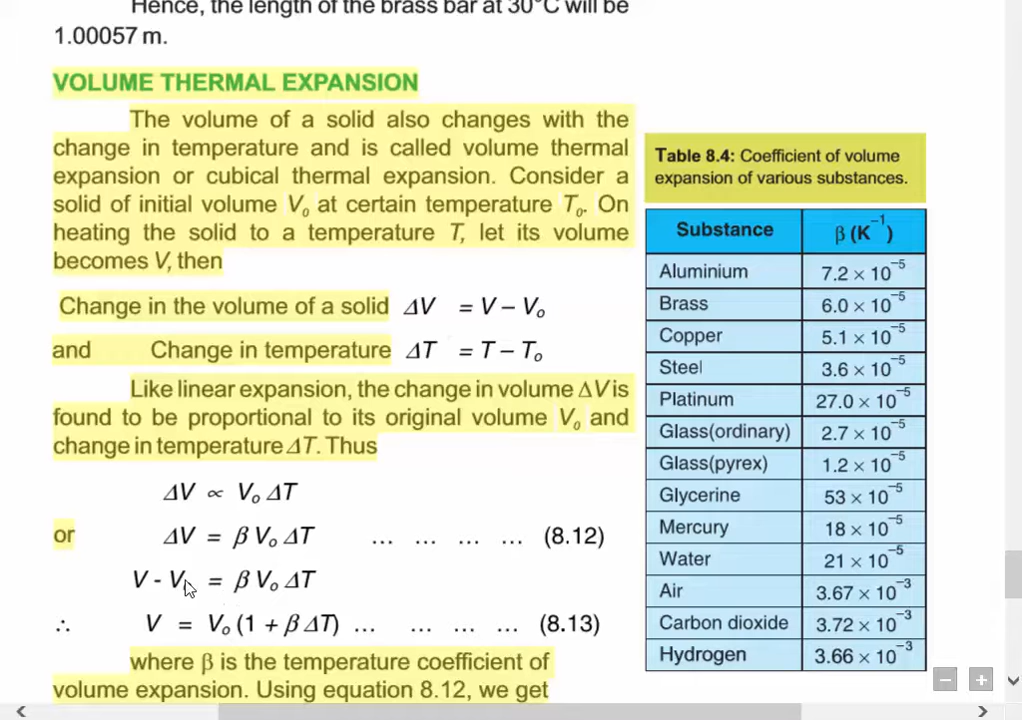 Hence, the length of the brass bar at 30°C will be
1.00057 m.
VOLUME THERMAL EXPANSION
The volume of a solid also changes with the
change in temperature and is called volume thermal
expansion or cubical thermal expansion. Consider a
solid of initial volume V₀ at certain temperature T₀. On
heating the solid to a temperature T, let its volume
becomes V, then
Change in the volume of a solid ΔV = V – V₀
and Change in temperature ΔT = T – T₀
Like linear expansion, the change in volume ΔV is
found to be proportional to its original volume V₀ and
change in temperature ΔT. Thus
ΔV ∝ V₀ ΔT
or ΔV = β V₀ ΔT ... ... ... ... (8.12)
V - V₀ = β V₀ ΔT
∴ V = V₀ (1 + β ΔT) ... ... ... ... (8.13)
where β is the temperature coefficient of
volume expansion. Using equation 8.12, we get
Table 8.4: Coefficient of volume
expansion of various substances.
Substance β (K⁻¹)
Aluminium 7.2 × 10⁻⁵
Brass 6.0 × 10⁻⁵
Copper 5.1 × 10⁻⁵
Steel 3.6 × 10⁻⁵
Platinum 27.0 × 10⁻⁵
Glass(ordinary) 2.7 × 10⁻⁵
Glass(pyrex) 1.2 × 10⁻⁵
Glycerine 53 × 10⁻⁵
Mercury 18 × 10⁻⁵
Water 21 × 10⁻⁵
Air 3.67 × 10⁻³
Carbon dioxide 3.72 × 10⁻³
Hydrogen 3.66 × 10⁻³